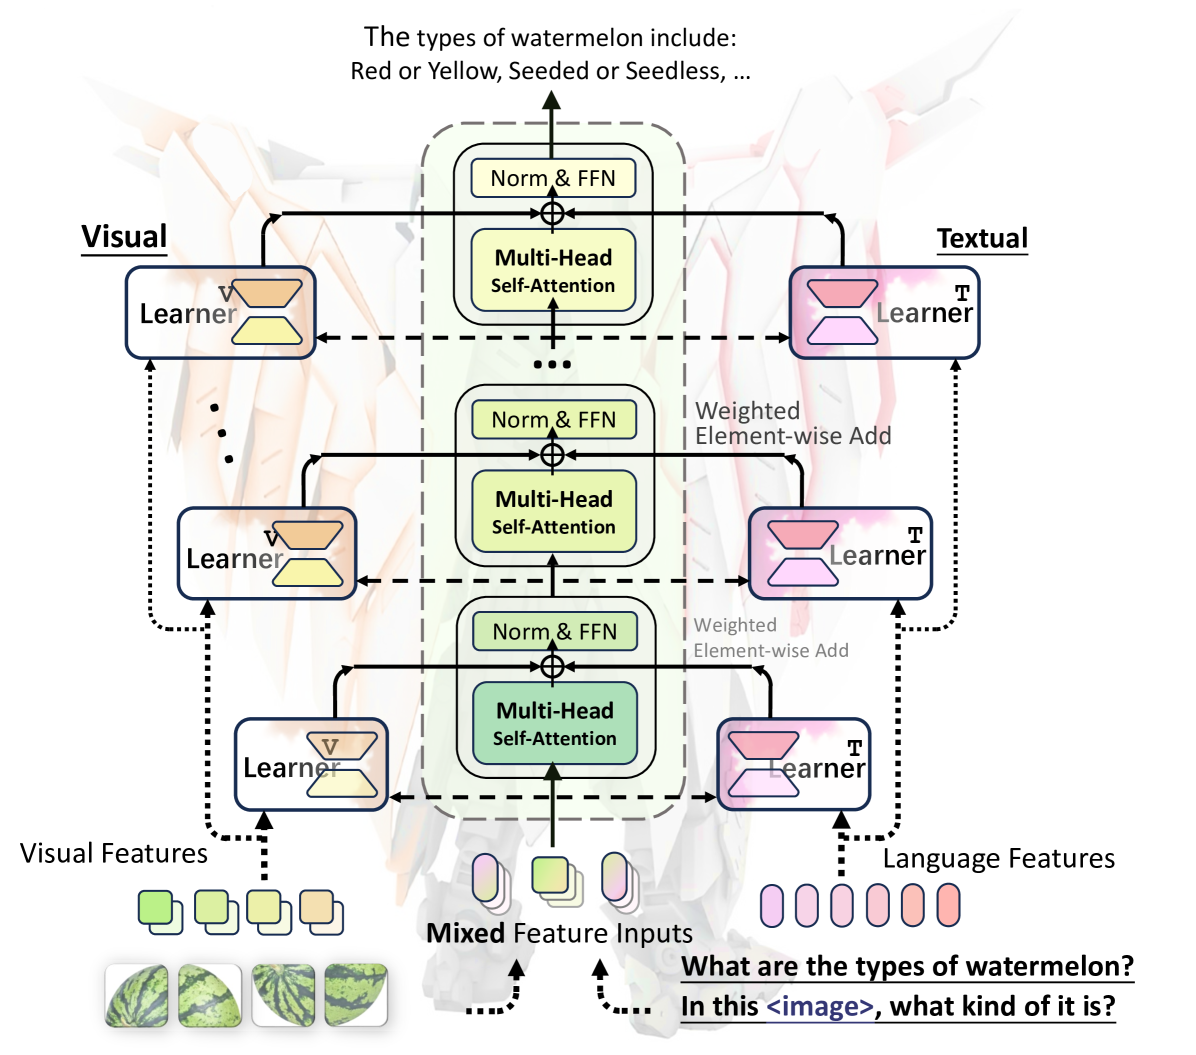 The types of watermelon include:
Red or Yellow, Seeded or Seedless, ...
Norm & FFN
Multi-Head
Self-Attention
Visual
Textual
V
Learner
T
Learner
Norm & FFN
Multi-Head
Self-Attention
Weighted
Element-wise Add
V
Learner
T
Learner
Norm & FFN
Multi-Head
Self-Attention
Weighted
Element-wise Add
V
Learner
T
Learner
Visual Features
Language Features
Mixed Feature Inputs
What are the types of watermelon?
In this <image>, what kind of it is?